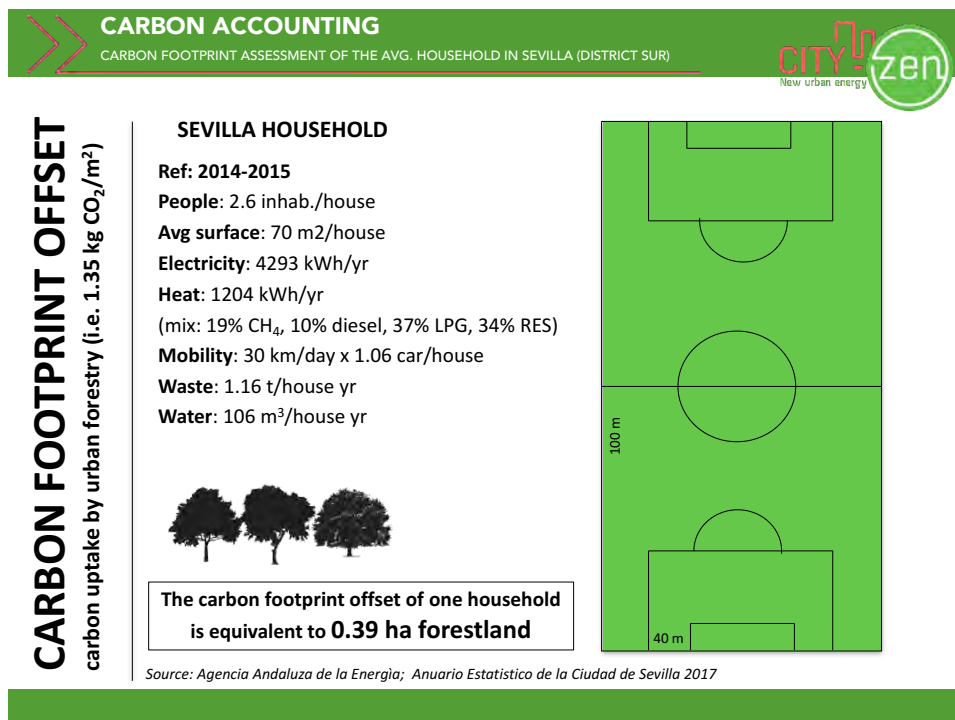 CARBON ACCOUNTING
CARBON FOOTPRINT ASSESSMENT OF THE AVG. HOUSEHOLD IN SEVILLA (DISTRICT SUR)
CITY zen
New urban energy
CARBON FOOTPRINT OFFSET
carbon uptake by urban forestry (i.e. 1.35 kg CO₂/m²)
SEVILLA HOUSEHOLD
Ref: 2014-2015
People: 2.6 inhab./house
Avg surface: 70 m2/house
Electricity: 4293 kWh/yr
Heat: 1204 kWh/yr
(mix: 19% CH₄, 10% diesel, 37% LPG, 34% RES)
Mobility: 30 km/day x 1.06 car/house
Waste: 1.16 t/house yr
Water: 106 m³/house yr
100 m
40 m
The carbon footprint offset of one household
is equivalent to 0.39 ha forestland
Source: Agencia Andaluza de la Energìa; Anuario Estatistico de la Ciudad de Sevilla 2017